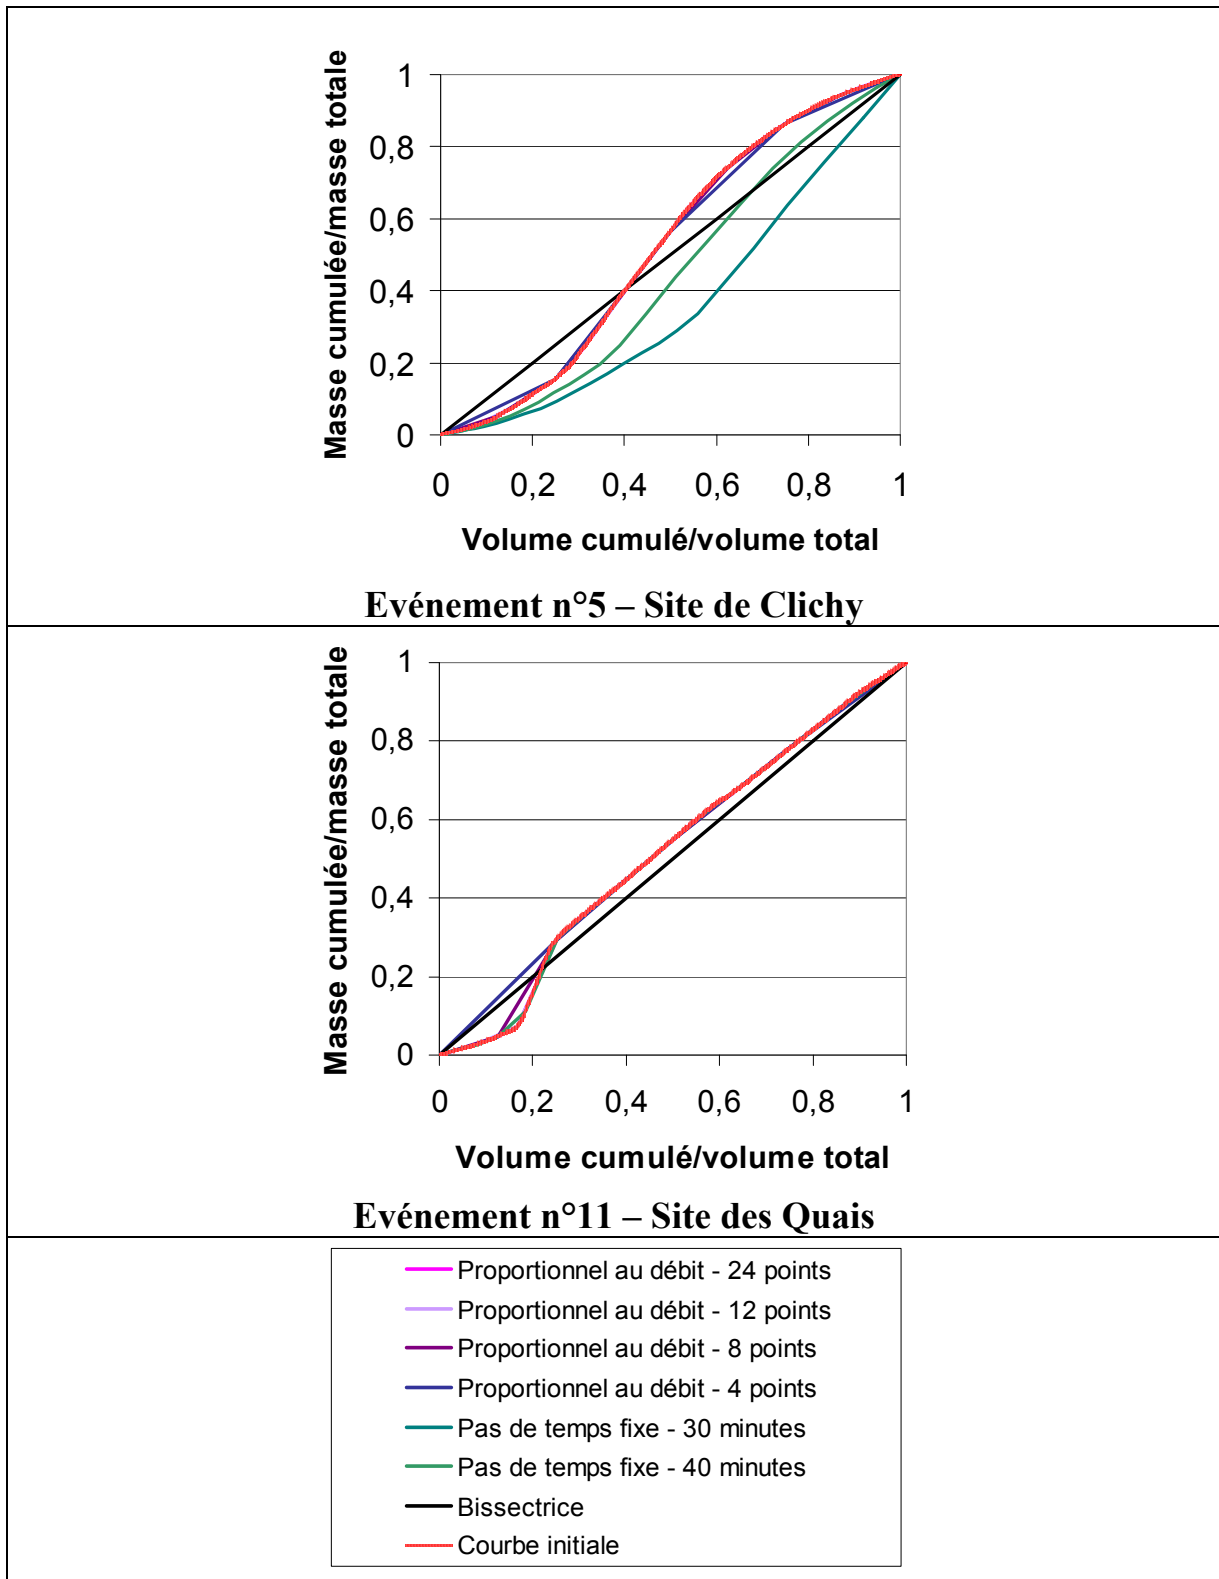 Masse cumulée/masse totale
1
0,8
0,6
0,4
0,2
0
0 0,2 0,4 0,6 0,8 1
Volume cumulé/volume total
Evénement n°5 – Site de Clichy
Masse cumulée/masse totale
1
0,8
0,6
0,4
0,2
0
0 0,2 0,4 0,6 0,8 1
Volume cumulé/volume total
Evénement n°11 – Site des Quais
Proportionnel au débit - 24 points
Proportionnel au débit - 12 points
Proportionnel au débit - 8 points
Proportionnel au débit - 4 points
Pas de temps fixe - 30 minutes
Pas de temps fixe - 40 minutes
Bissectrice
Courbe initiale